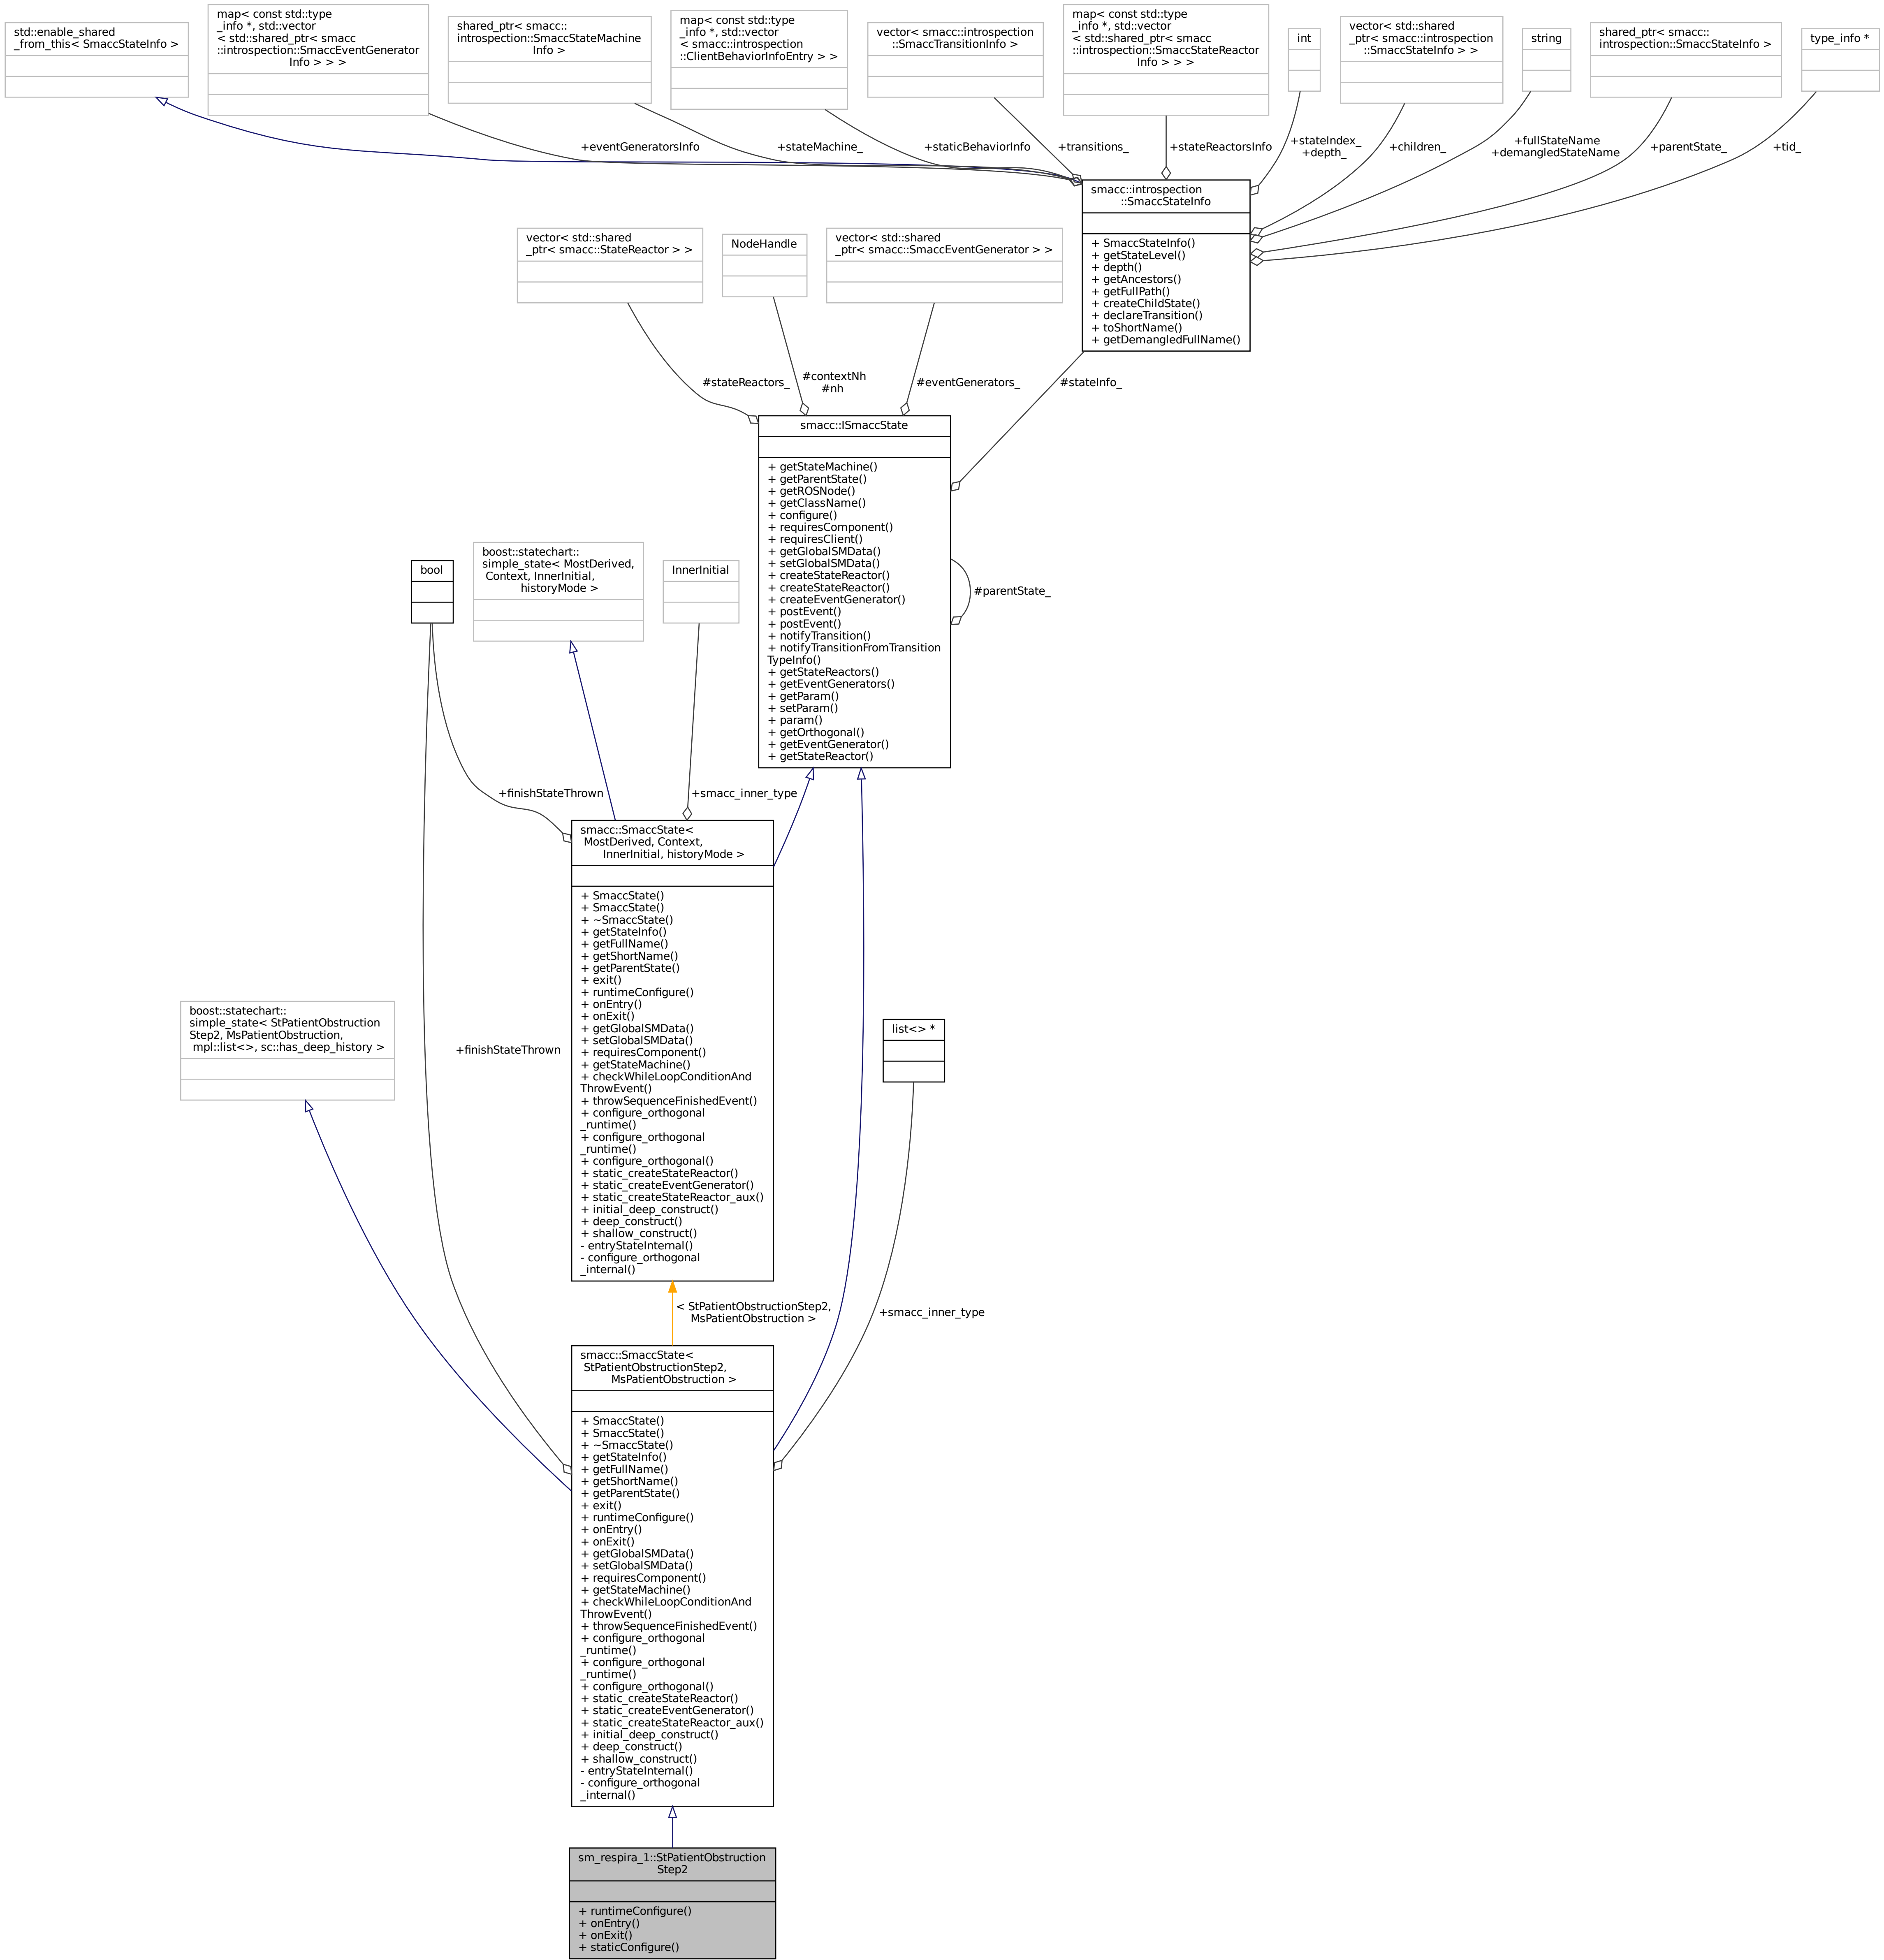 std::enable_shared
_from_this< SmaccStateInfo >
map< const std::type
_info *, std::vector
< std::shared_ptr< smacc
::introspection::SmaccEventGenerator
Info > > >
shared_ptr< smacc::
introspection::SmaccStateMachine
Info >
map< const std::type
_info *, std::vector
< smacc::introspection
::ClientBehaviorInfoEntry > >
vector< smacc::introspection
::SmaccTransitionInfo >
map< const std::type
_info *, std::vector
< std::shared_ptr< smacc
::introspection::SmaccStateReactor
Info > > >
int
vector< std::shared
_ptr< smacc::introspection
::SmaccStateInfo > >
string
shared_ptr< smacc::
introspection::SmaccStateInfo >
type_info *
+eventGeneratorsInfo
+stateMachine_
+staticBehaviorInfo
+transitions_
+stateReactorsInfo
+stateIndex_
+depth_
+children_
+fullStateName
+demangledStateName
+parentState_
+tid_
smacc::introspection
::SmaccStateInfo
+ SmaccStateInfo()
+ getStateLevel()
+ depth()
+ getAncestors()
+ getFullPath()
+ createChildState()
+ declareTransition()
+ toShortName()
+ getDemangledFullName()
vector< std::shared
_ptr< smacc::StateReactor > >
NodeHandle
vector< std::shared
_ptr< smacc::SmaccEventGenerator > >
#stateReactors_
#contextNh
#nh
#eventGenerators_
#stateInfo_
smacc::ISmaccState
+ getStateMachine()
+ getParentState()
+ getROSNode()
+ getClassName()
+ configure()
+ requiresComponent()
+ requiresClient()
+ getGlobalSMData()
+ setGlobalSMData()
+ createStateReactor()
+ createStateReactor()
+ createEventGenerator()
+ postEvent()
+ postEvent()
+ notifyTransition()
+ notifyTransitionFromTransition
TypeInfo()
+ getStateReactors()
+ getEventGenerators()
+ getParam()
+ setParam()
+ param()
+ getOrthogonal()
+ getEventGenerator()
+ getStateReactor()
#parentState_
bool
boost::statechart::
simple_state< MostDerived,
Context, InnerInitial,
historyMode >
InnerInitial
+finishStateThrown
+smacc_inner_type
smacc::SmaccState<
MostDerived, Context,
InnerInitial, historyMode >
+ SmaccState()
+ SmaccState()
+ ~SmaccState()
+ getStateInfo()
+ getFullName()
+ getShortName()
+ getParentState()
+ exit()
+ runtimeConfigure()
+ onEntry()
+ onExit()
+ getGlobalSMData()
+ setGlobalSMData()
+ requiresComponent()
+ getStateMachine()
+ checkWhileLoopConditionAnd
ThrowEvent()
+ throwSequenceFinishedEvent()
+ configure_orthogonal
_runtime()
+ configure_orthogonal
_runtime()
+ configure_orthogonal()
+ static_createStateReactor()
+ static_createEventGenerator()
+ static_createStateReactor_aux()
+ initial_deep_construct()
+ deep_construct()
+ shallow_construct()
- entryStateInternal()
- configure_orthogonal
_internal()
boost::statechart::
simple_state< StPatientObstruction
Step2, MsPatientObstruction,
mpl::list<>, sc::has_deep_history >
+finishStateThrown
list<> *
< StPatientObstructionStep2,
MsPatientObstruction >
+smacc_inner_type
smacc::SmaccState<
StPatientObstructionStep2,
MsPatientObstruction >
+ SmaccState()
+ SmaccState()
+ ~SmaccState()
+ getStateInfo()
+ getFullName()
+ getShortName()
+ getParentState()
+ exit()
+ runtimeConfigure()
+ onEntry()
+ onExit()
+ getGlobalSMData()
+ setGlobalSMData()
+ requiresComponent()
+ getStateMachine()
+ checkWhileLoopConditionAnd
ThrowEvent()
+ throwSequenceFinishedEvent()
+ configure_orthogonal
_runtime()
+ configure_orthogonal
_runtime()
+ configure_orthogonal()
+ static_createStateReactor()
+ static_createEventGenerator()
+ static_createStateReactor_aux()
+ initial_deep_construct()
+ deep_construct()
+ shallow_construct()
- entryStateInternal()
- configure_orthogonal
_internal()
sm_respira_1::StPatientObstruction
Step2
+ runtimeConfigure()
+ onEntry()
+ onExit()
+ staticConfigure()